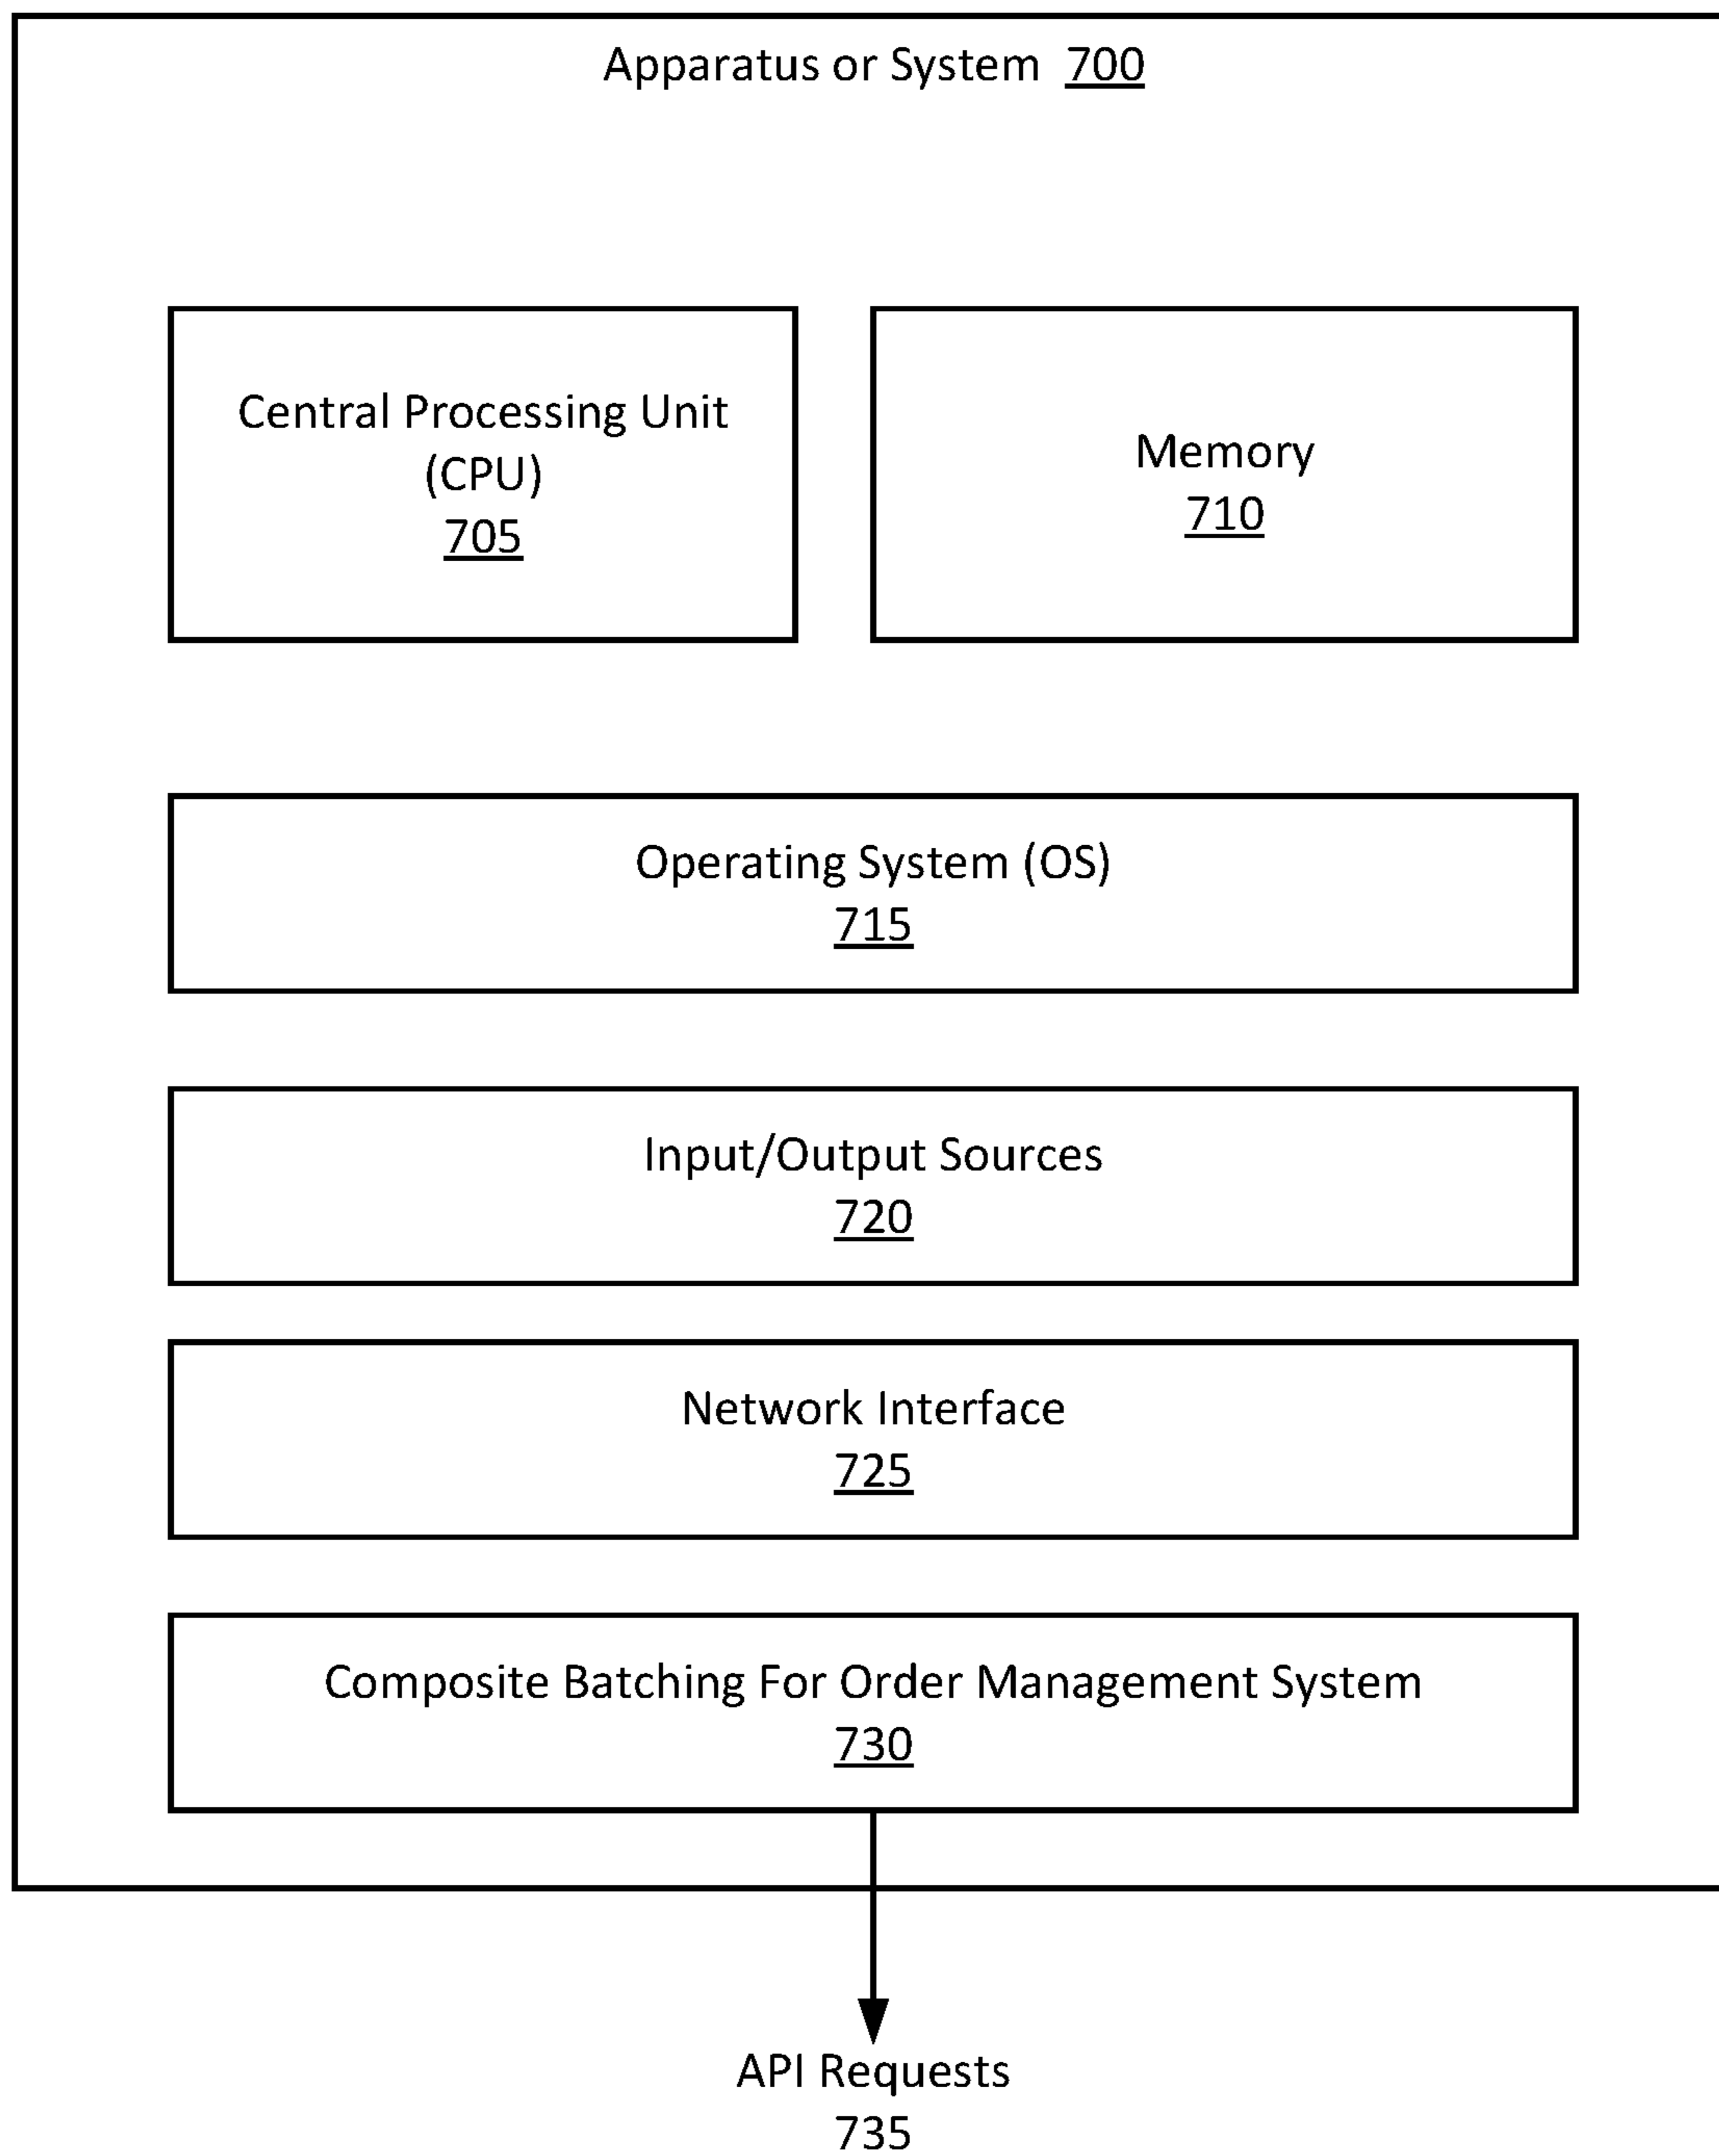 Apparatus or System 700
Central Processing Unit
(CPU)
705
Memory
710
Operating System (OS)
715
Input/Output Sources
720
Network Interface
725
Composite Batching For Order Management System
730
API Requests
735